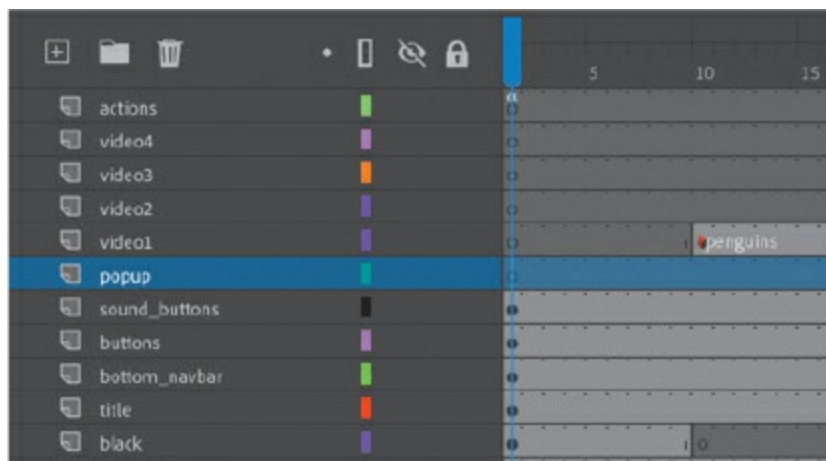 5 10 15
actions
video4
video3
video2
video1 penguins
popup
sound_buttons
buttons
bottom_navbar
title
black